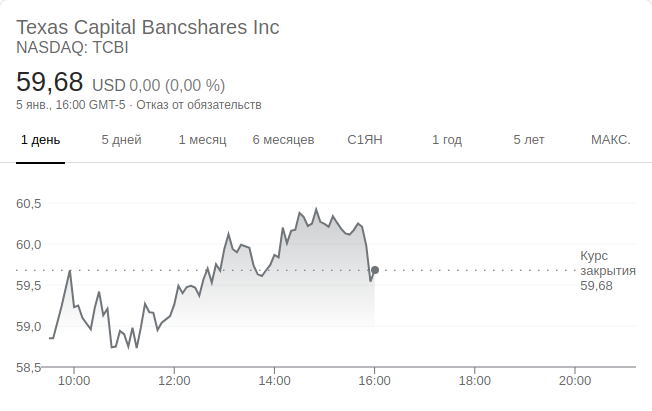 Texas Capital Bancshares Inc
NASDAQ: TCBI
59,68 USD 0,00 (0,00 %)
5 янв., 16:00 GMT-5 · Отказ от обязательств
1 день 5 дней 1 месяц 6 месяцев С1ЯН 1 год 5 лет МАКС.
60,5
60,0
59,5
59,0
58,5
Курс
закрытия
59,68
10:00 12:00 14:00 16:00 18:00 20:00